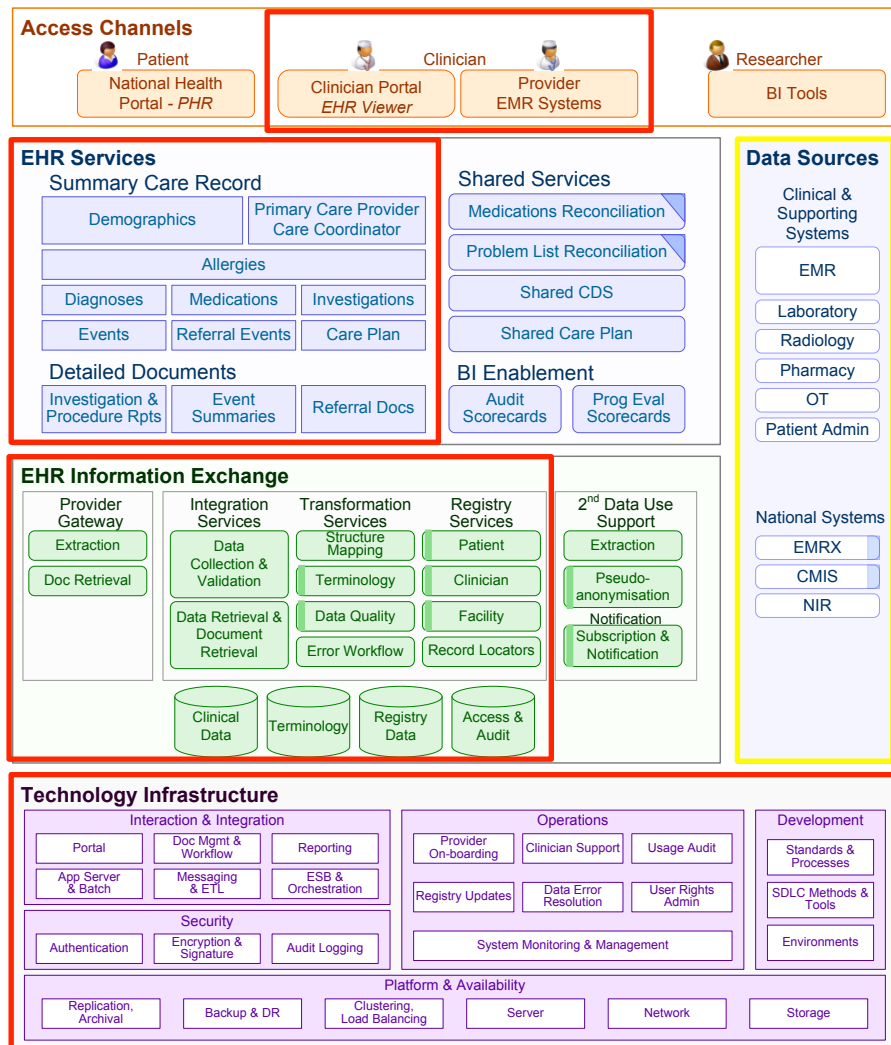 Access Channels
Patient
Clinician
Researcher
National Health
Portal - PHR
Clinician Portal
EHR Viewer
Provider
EMR Systems
BI Tools
EHR Services
Summary Care Record
Demographics
Primary Care Provider
Care Coordinator
Allergies
Diagnoses
Medications
Investigations
Events
Referral Events
Care Plan
Detailed Documents
Investigation &
Procedure Rpts
Event
Summaries
Referral Docs
Shared Services
Medications Reconciliation
Problem List Reconciliation
Shared CDS
Shared Care Plan
BI Enablement
Audit
Scorecards
Prog Eval
Scorecards
Data Sources
Clinical &
Supporting
Systems
EMR
Laboratory
Radiology
Pharmacy
OT
Patient Admin
National Systems
EMRX
CMIS
NIR
EHR Information Exchange
Provider
Gateway
Extraction
Doc Retrieval
Integration
Services
Data
Collection &
Validation
Data Retrieval &
Document
Retrieval
Transformation
Services
Structure
Mapping
Terminology
Data Quality
Error Workflow
Registry
Services
Patient
Clinician
Facility
Record Locators
2nd Data Use
Support
Extraction
Pseudo-
anonymisation
Notification
Subscription &
Notification
Clinical
Data
Terminology
Registry
Data
Access &
Audit
Technology Infrastructure
Interaction & Integration
Portal
Doc Mgmt &
Workflow
Reporting
App Server
& Batch
Messaging
& ETL
ESB &
Orchestration
Security
Authentication
Encryption &
Signature
Audit Logging
Operations
Provider
On-boarding
Clinician Support
Usage Audit
Registry Updates
Data Error
Resolution
User Rights
Admin
System Monitoring & Management
Development
Standards &
Processes
SDLC Methods &
Tools
Environments
Platform & Availability
Replication,
Archival
Backup & DR
Clustering,
Load Balancing
Server
Network
Storage